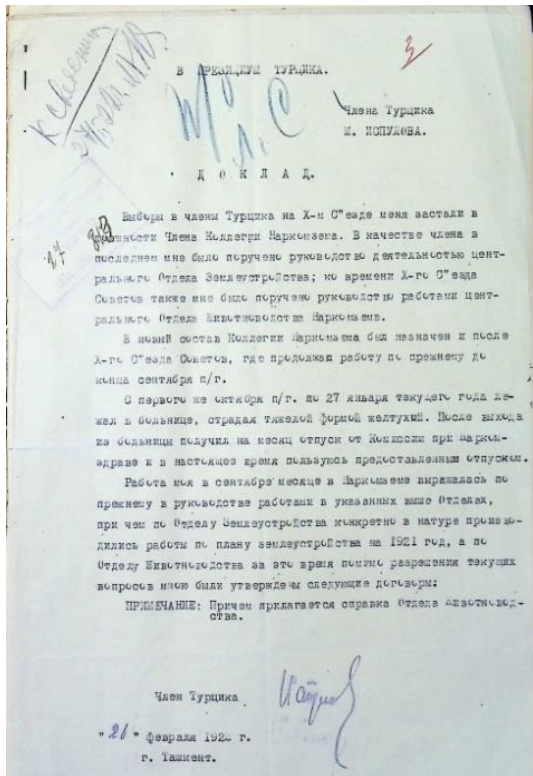 К сведению
3
В ПРЕЗИДИУМ ТУРЦИКА.
Члена Турцика
М. ИСПУЛОВА.
Д О К Л А Д.
Выборы в члены Турцика на Х-м С"езде меня застали в
должности Члена Коллегии Наркомзема. В качестве члена в
последнем мне было поручено руководство деятельностью цент-
рального Отдела Землеустройства; ко времени Х-го С"езда
Советов также мне было поручено руководство работами цент-
рального Отдела Животноводства Наркомзема.
В новый состав Коллегии Наркомзема был назначен и после
Х-го С"езда Советов, где продолжая работу по прежнему до
конца сентября п/г.
С первого же октября п/г. по 27 января текущего года ле-
жал в больнице, страдая тяжелой формой желтухой. После выхода
из больницы получил на месяц отпуск от Комиссии при Нарком-
здраве и в настоящее время пользуюсь предоставленным отпуском.
Работа моя в сентябре месяце в Наркомземе выражалась по
прежнему в руководстве работами в указанных выше Отделах,
при чем по Отделу Землеустройства конкретно в натуре произво-
дились работы по плану землеустройства на 1921 год, а по
Отделу Животноводства за это время помимо разрешения текущих
вопросов мною были утверждены следующие договоры:
ПРИМЕЧАНИЕ: Причем прилагается справка Отдела Животновод-
ства.
Член Турцика
февраля г.
г. Ташкент.